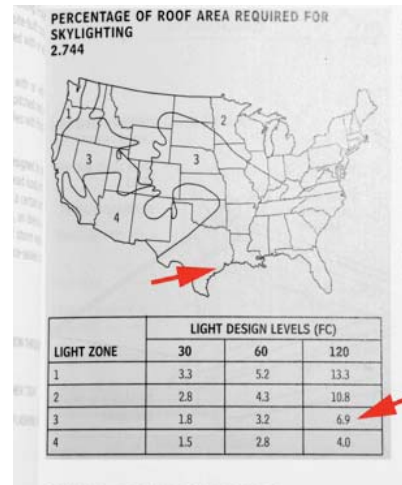 PERCENTAGE OF ROOF AREA REQUIRED FOR
SKYLIGHTING
2.744
1
2
3
3
4
LIGHT ZONE
LIGHT DESIGN LEVELS (FC)
30 60 120
1 3.3 5.2 13.3
2 2.8 4.3 10.8
3 1.8 3.2 6.9
4 1.5 2.8 4.0